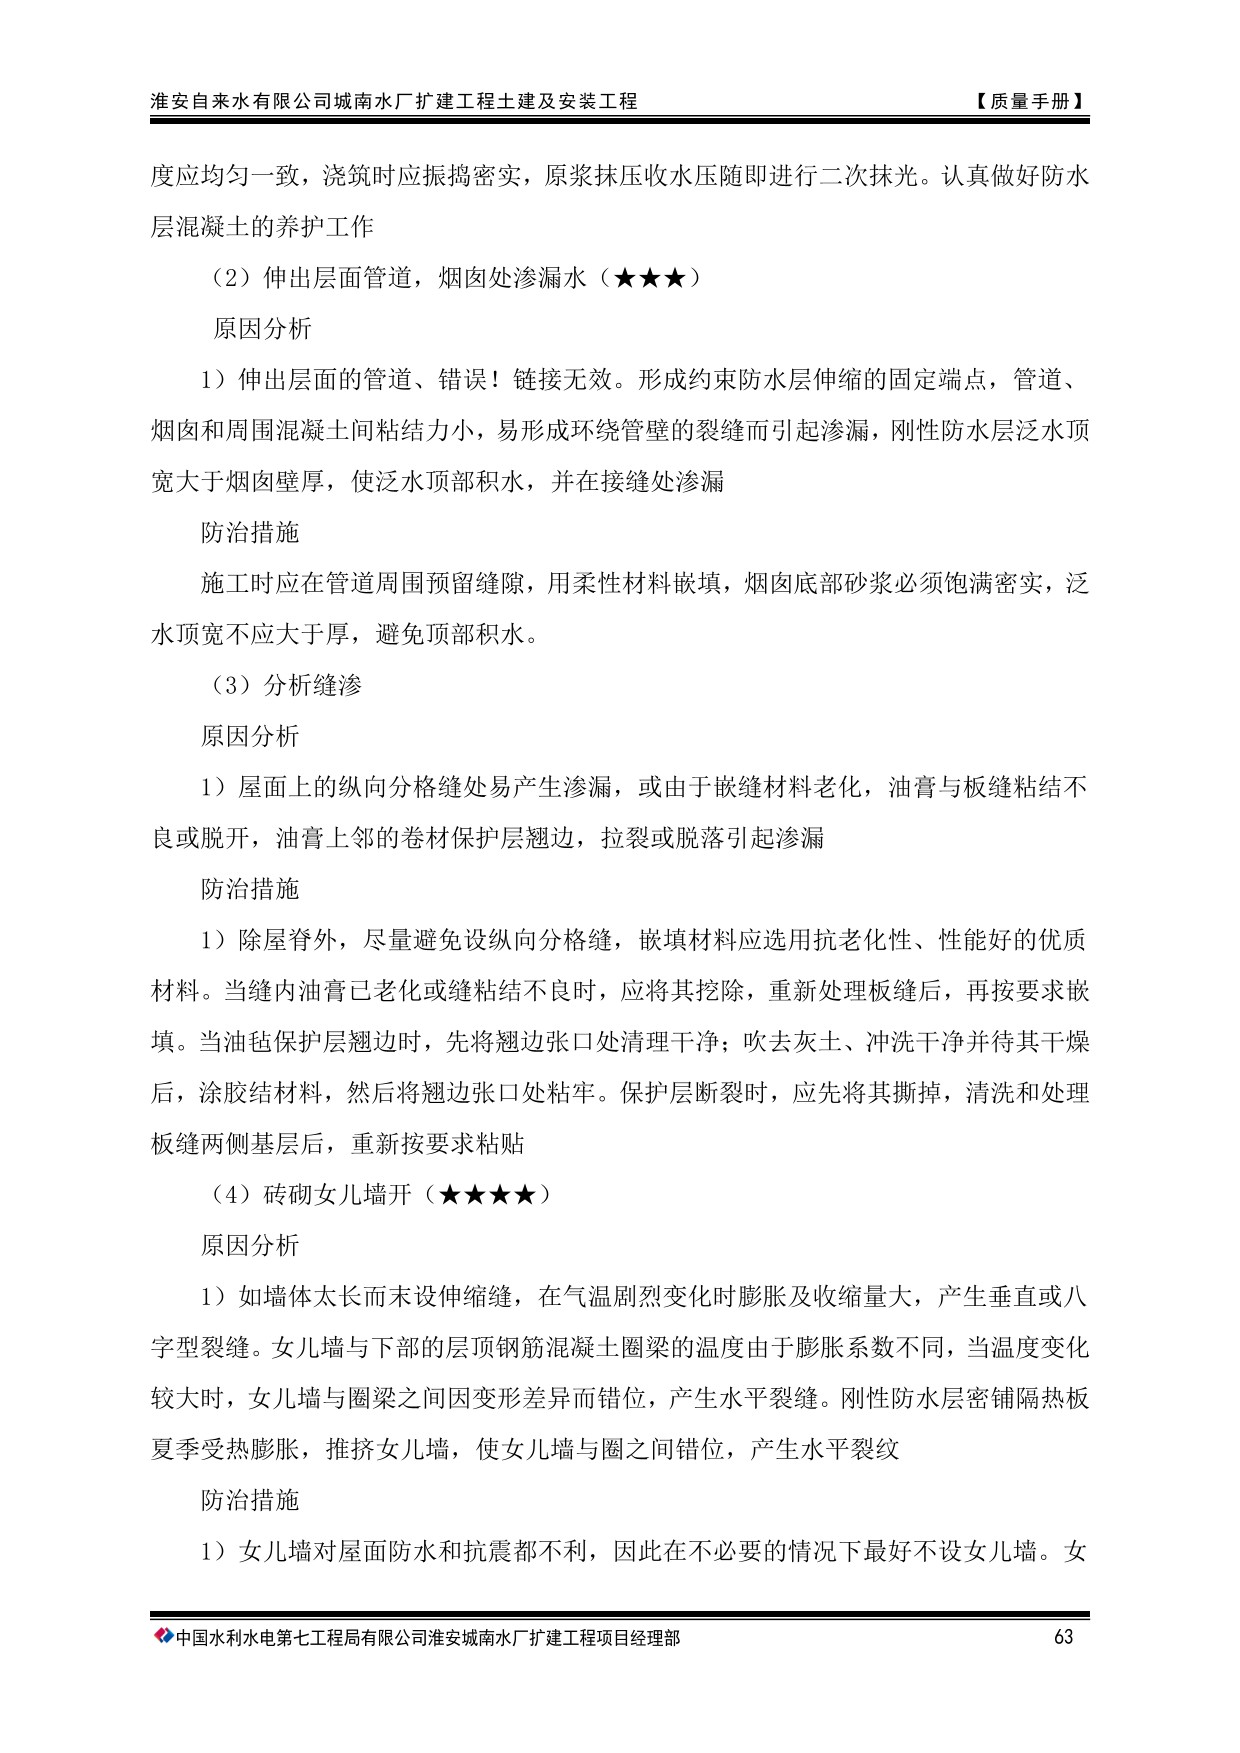 淮安自来水有限公司城南水厂扩建工程土建及安装工程 【质量手册】
度应均匀一致，浇筑时应振捣密实，原浆抹压收水压随即进行二次抹光。认真做好防水
层混凝土的养护工作
（2）伸出层面管道，烟囱处渗漏水（★★★）
原因分析
1）伸出层面的管道、错误！链接无效。形成约束防水层伸缩的固定端点，管道、
烟囱和周围混凝土间粘结力小，易形成环绕管壁的裂缝而引起渗漏，刚性防水层泛水顶
宽大于烟囱壁厚，使泛水顶部积水，并在接缝处渗漏
防治措施
施工时应在管道周围预留缝隙，用柔性材料嵌填，烟囱底部砂浆必须饱满密实，泛
水顶宽不应大于厚，避免顶部积水。
（3）分析缝渗
原因分析
1）屋面上的纵向分格缝处易产生渗漏，或由于嵌缝材料老化，油膏与板缝粘结不
良或脱开，油膏上邻的卷材保护层翘边，拉裂或脱落引起渗漏
防治措施
1）除屋脊外，尽量避免设纵向分格缝，嵌填材料应选用抗老化性、性能好的优质
材料。当缝内油膏已老化或缝粘结不良时，应将其挖除，重新处理板缝后，再按要求嵌
填。当油毡保护层翘边时，先将翘边张口处清理干净；吹去灰土、冲洗干净并待其干燥
后，涂胶结材料，然后将翘边张口处粘牢。保护层断裂时，应先将其撕掉，清洗和处理
板缝两侧基层后，重新按要求粘贴
（4）砖砌女儿墙开（★★★★）
原因分析
1）如墙体太长而末设伸缩缝，在气温剧烈变化时膨胀及收缩量大，产生垂直或八
字型裂缝。女儿墙与下部的层顶钢筋混凝土圈梁的温度由于膨胀系数不同，当温度变化
较大时，女儿墙与圈梁之间因变形差异而错位，产生水平裂缝。刚性防水层密铺隔热板
夏季受热膨胀，推挤女儿墙，使女儿墙与圈之间错位，产生水平裂纹
防治措施
1）女儿墙对屋面防水和抗震都不利，因此在不必要的情况下最好不设女儿墙。女
中国水利水电第七工程局有限公司淮安城南水厂扩建工程项目经理部 63